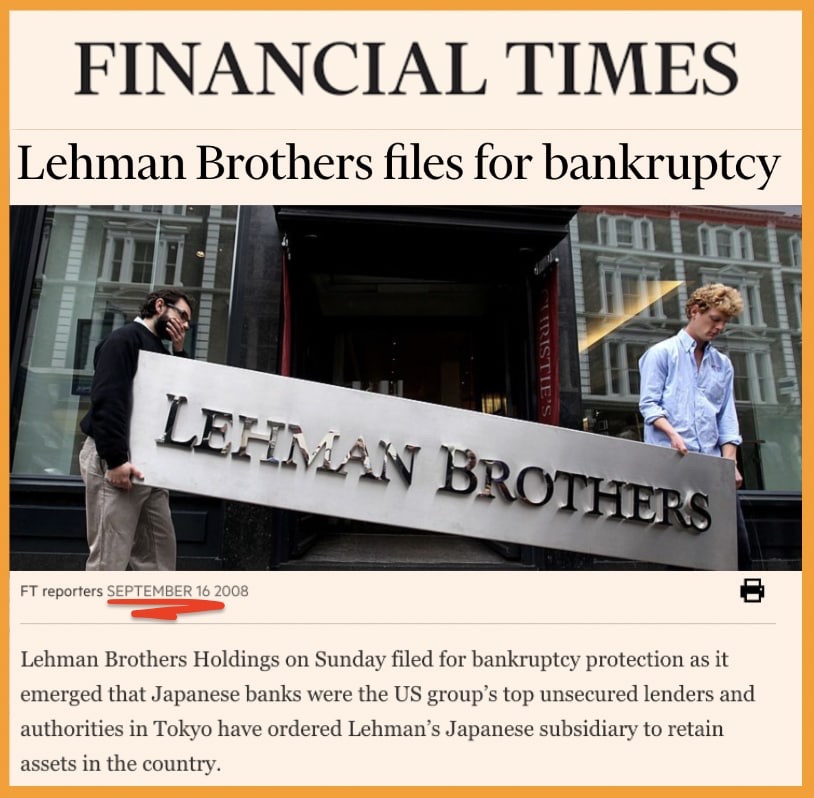 FINANCIAL TIMES
Lehman Brothers files for bankruptcy
CHRISTIE'S
LEHMAN BROTHERS
FT reporters SEPTEMBER 16 2008
Lehman Brothers Holdings on Sunday filed for bankruptcy protection as it
emerged that Japanese banks were the US group’s top unsecured lenders and
authorities in Tokyo have ordered Lehman’s Japanese subsidiary to retain
assets in the country.